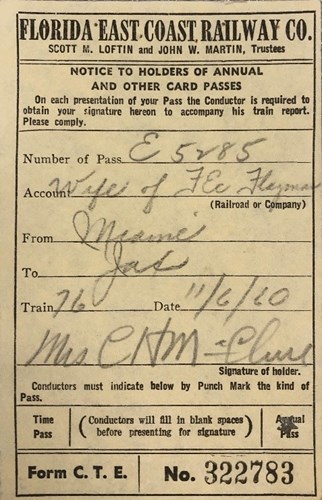 FLORIDA EAST COAST RAILWAY CO.
SCOTT M. LOFTIN and JOHN W. MARTIN, Trustees
NOTICE TO HOLDERS OF ANNUAL
AND OTHER CARD PASSES
On each presentation of your Pass the Conductor is required to
obtain your signature hereon to accompany his train report.
Please comply.
Number of Pass E 5285
Account Wife of FEC Flagman
(Railroad or Company)
From Miami
To Jax
Train 76 Date 11/6/60
Mrs C H McClure
Signature of holder.
Conductors must indicate below by Punch Mark the kind of
Pass.
Time Pass (Conductors will fill in blank spaces before presenting for signature) Annual Pass
Form C. T. E. No. 322783